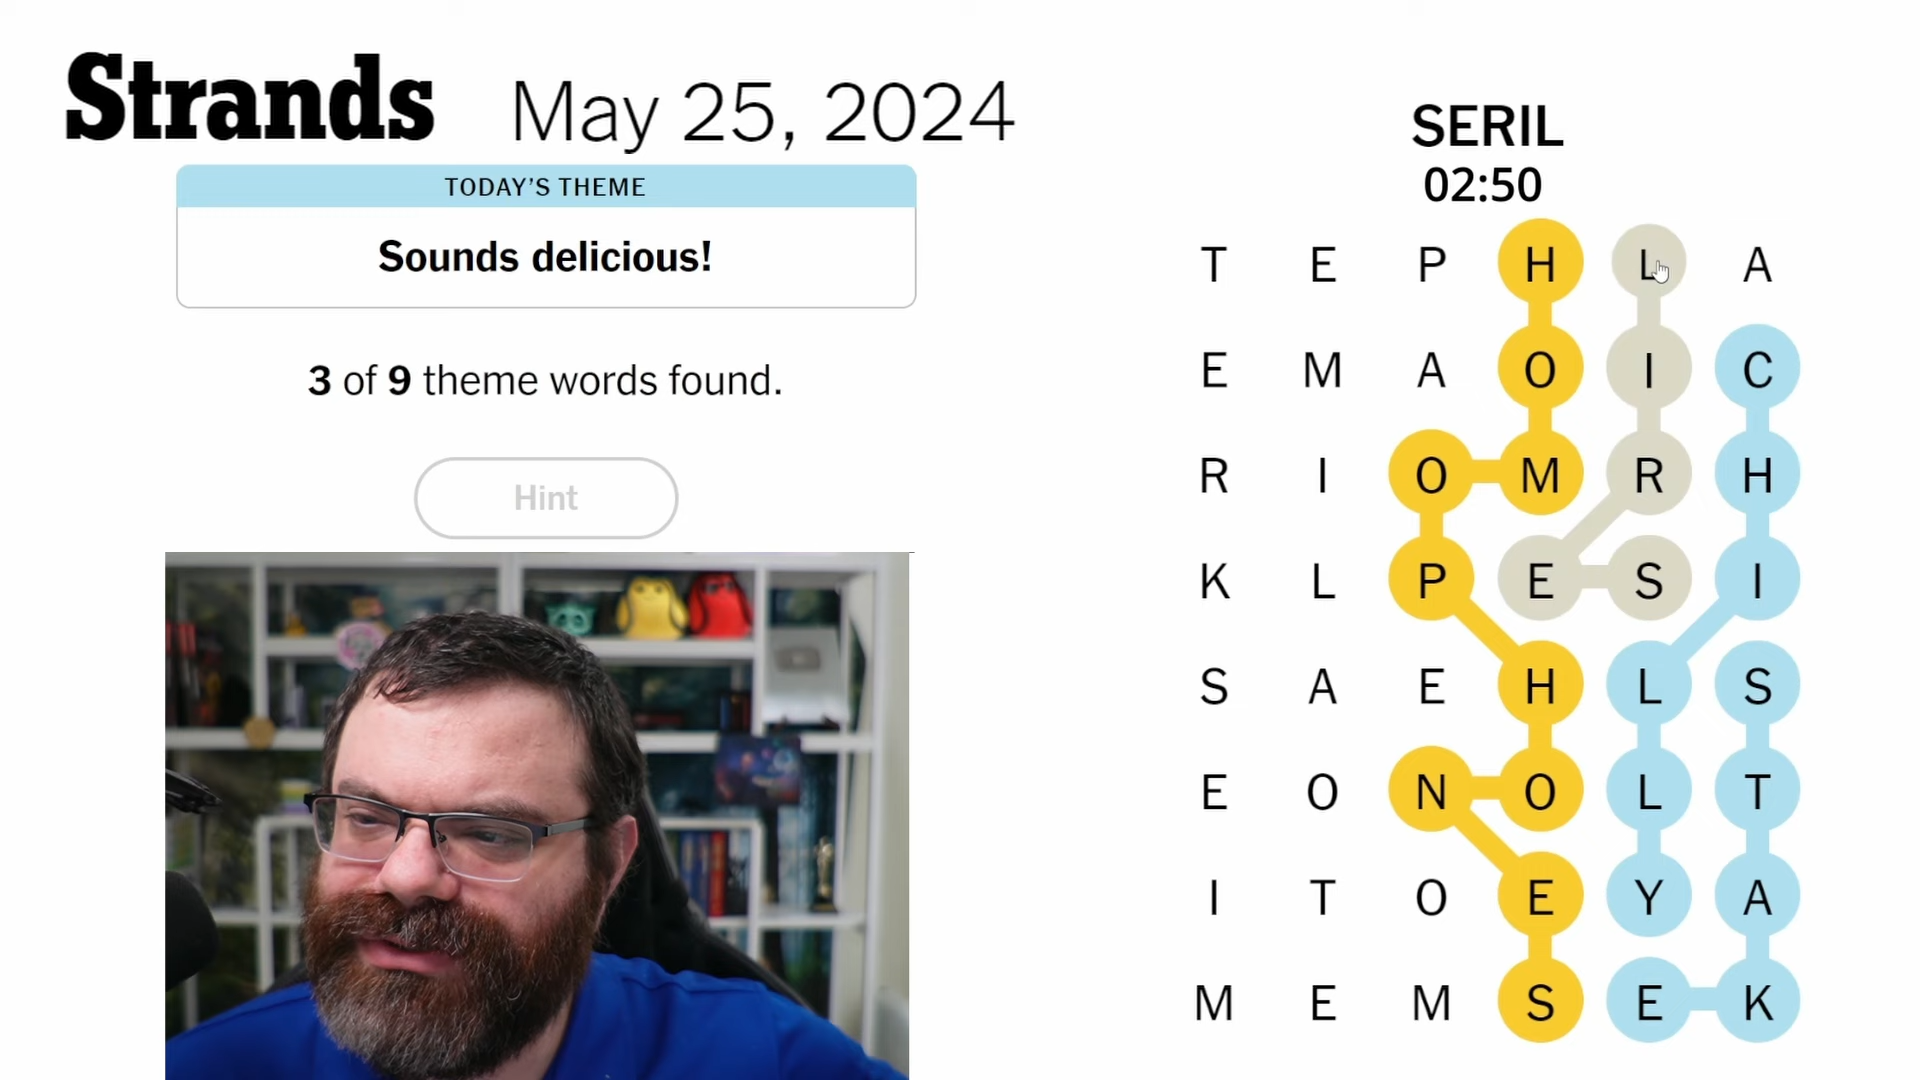 Strands May 25, 2024
TODAY'S THEME
Sounds delicious!
3 of 9 theme words found.
Hint
SERIL
02:50
T E P H L A
E M A O I C
R I O M R H
K L P E S I
S A E H L S
E O N O L T
I T O E Y A
M E M S E K